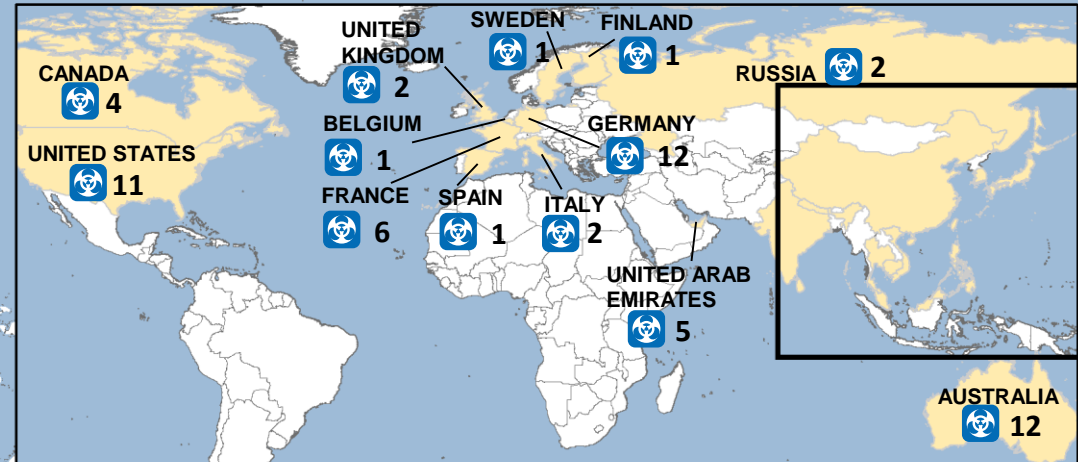 SWEDEN
1
FINLAND
1
UNITED
KINGDOM
2
RUSSIA 2
CANADA
4
BELGIUM
1
GERMANY
12
UNITED STATES
11
FRANCE
6
SPAIN
1
ITALY
2
UNITED ARAB
EMIRATES
5
AUSTRALIA
12